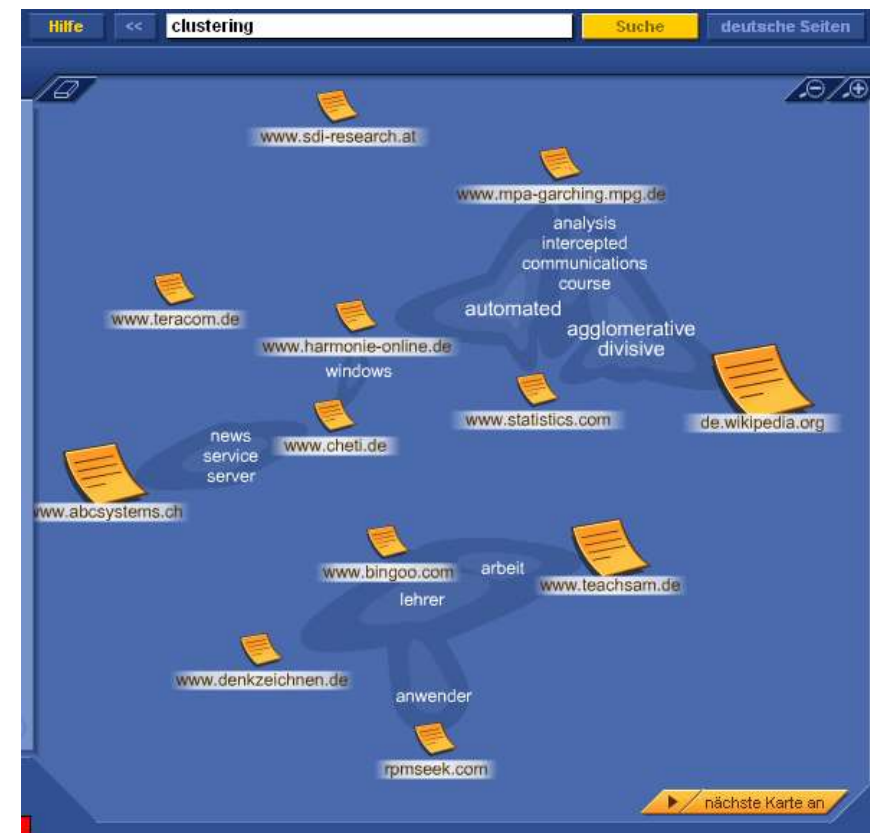 Hilfe << clustering Suche deutsche Seiten
www.sdi-research.at
www.mpa-garching.mpg.de
analysis
intercepted
communications
course
automated
agglomerative
divisive
www.teracom.de
www.harmonie-online.de
windows
www.statistics.com
de.wikipedia.org
www.cheti.de
news
service
server
www.abcsystems.ch
www.bingoo.com
arbeit
www.teachsam.de
lehrer
www.denkzeichnen.de
anwender
rpmseek.com
nächste Karte an